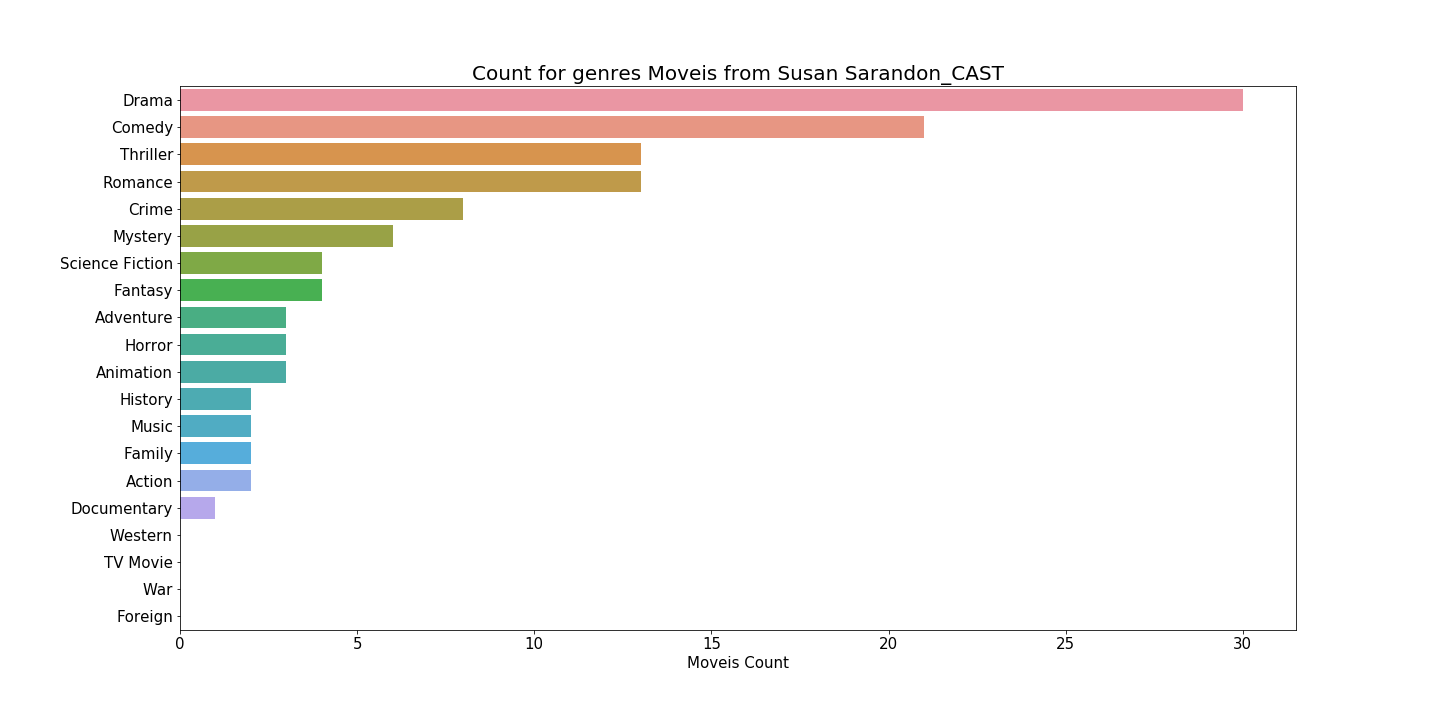 Count for genres Moveis from Susan Sarandon_CAST
Drama
Comedy
Thriller
Romance
Crime
Mystery
Science Fiction
Fantasy
Adventure
Horror
Animation
History
Music
Family
Action
Documentary
Western
TV Movie
War
Foreign
0 5 10 15 20 25 30
Moveis Count